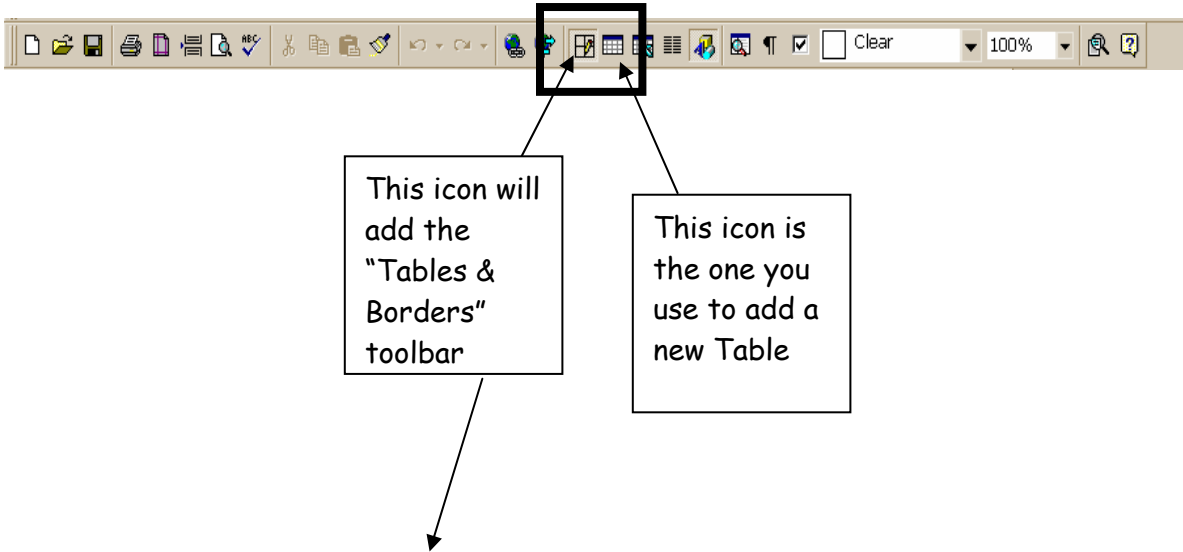 ABC
Clear
100%
This icon will
add the
“Tables &
Borders”
toolbar
This icon is
the one you
use to add a
new Table